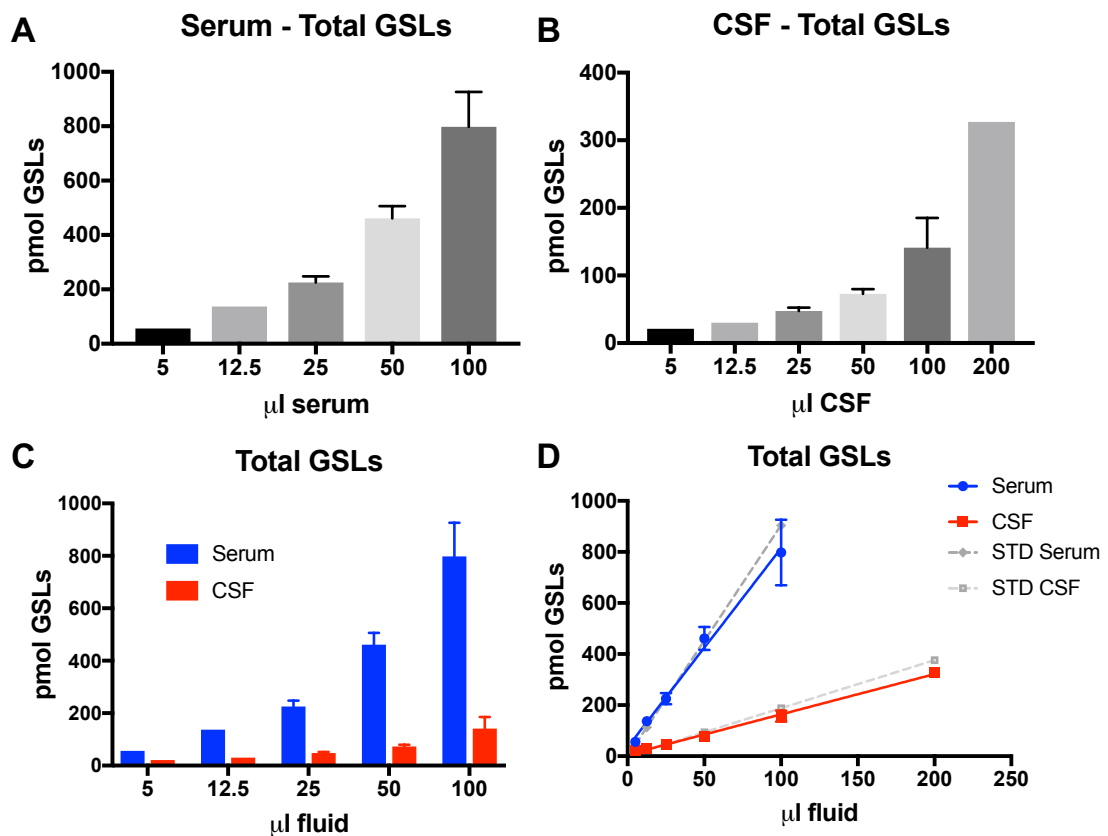 A
Serum - Total GSLs
pmol GSLs
1000
800
600
400
200
0
5 12.5 25 50 100
µl serum
B
CSF - Total GSLs
pmol GSLs
400
300
200
100
0
5 12.5 25 50 100 200
µl CSF
C
Total GSLs
pmol GSLs
1000
800
600
400
200
0
Serum
CSF
5 12.5 25 50 100
µl fluid
D
Total GSLs
pmol GSLs
1000
800
600
400
200
0
Serum
CSF
STD Serum
STD CSF
0 50 100 150 200 250
µl fluid